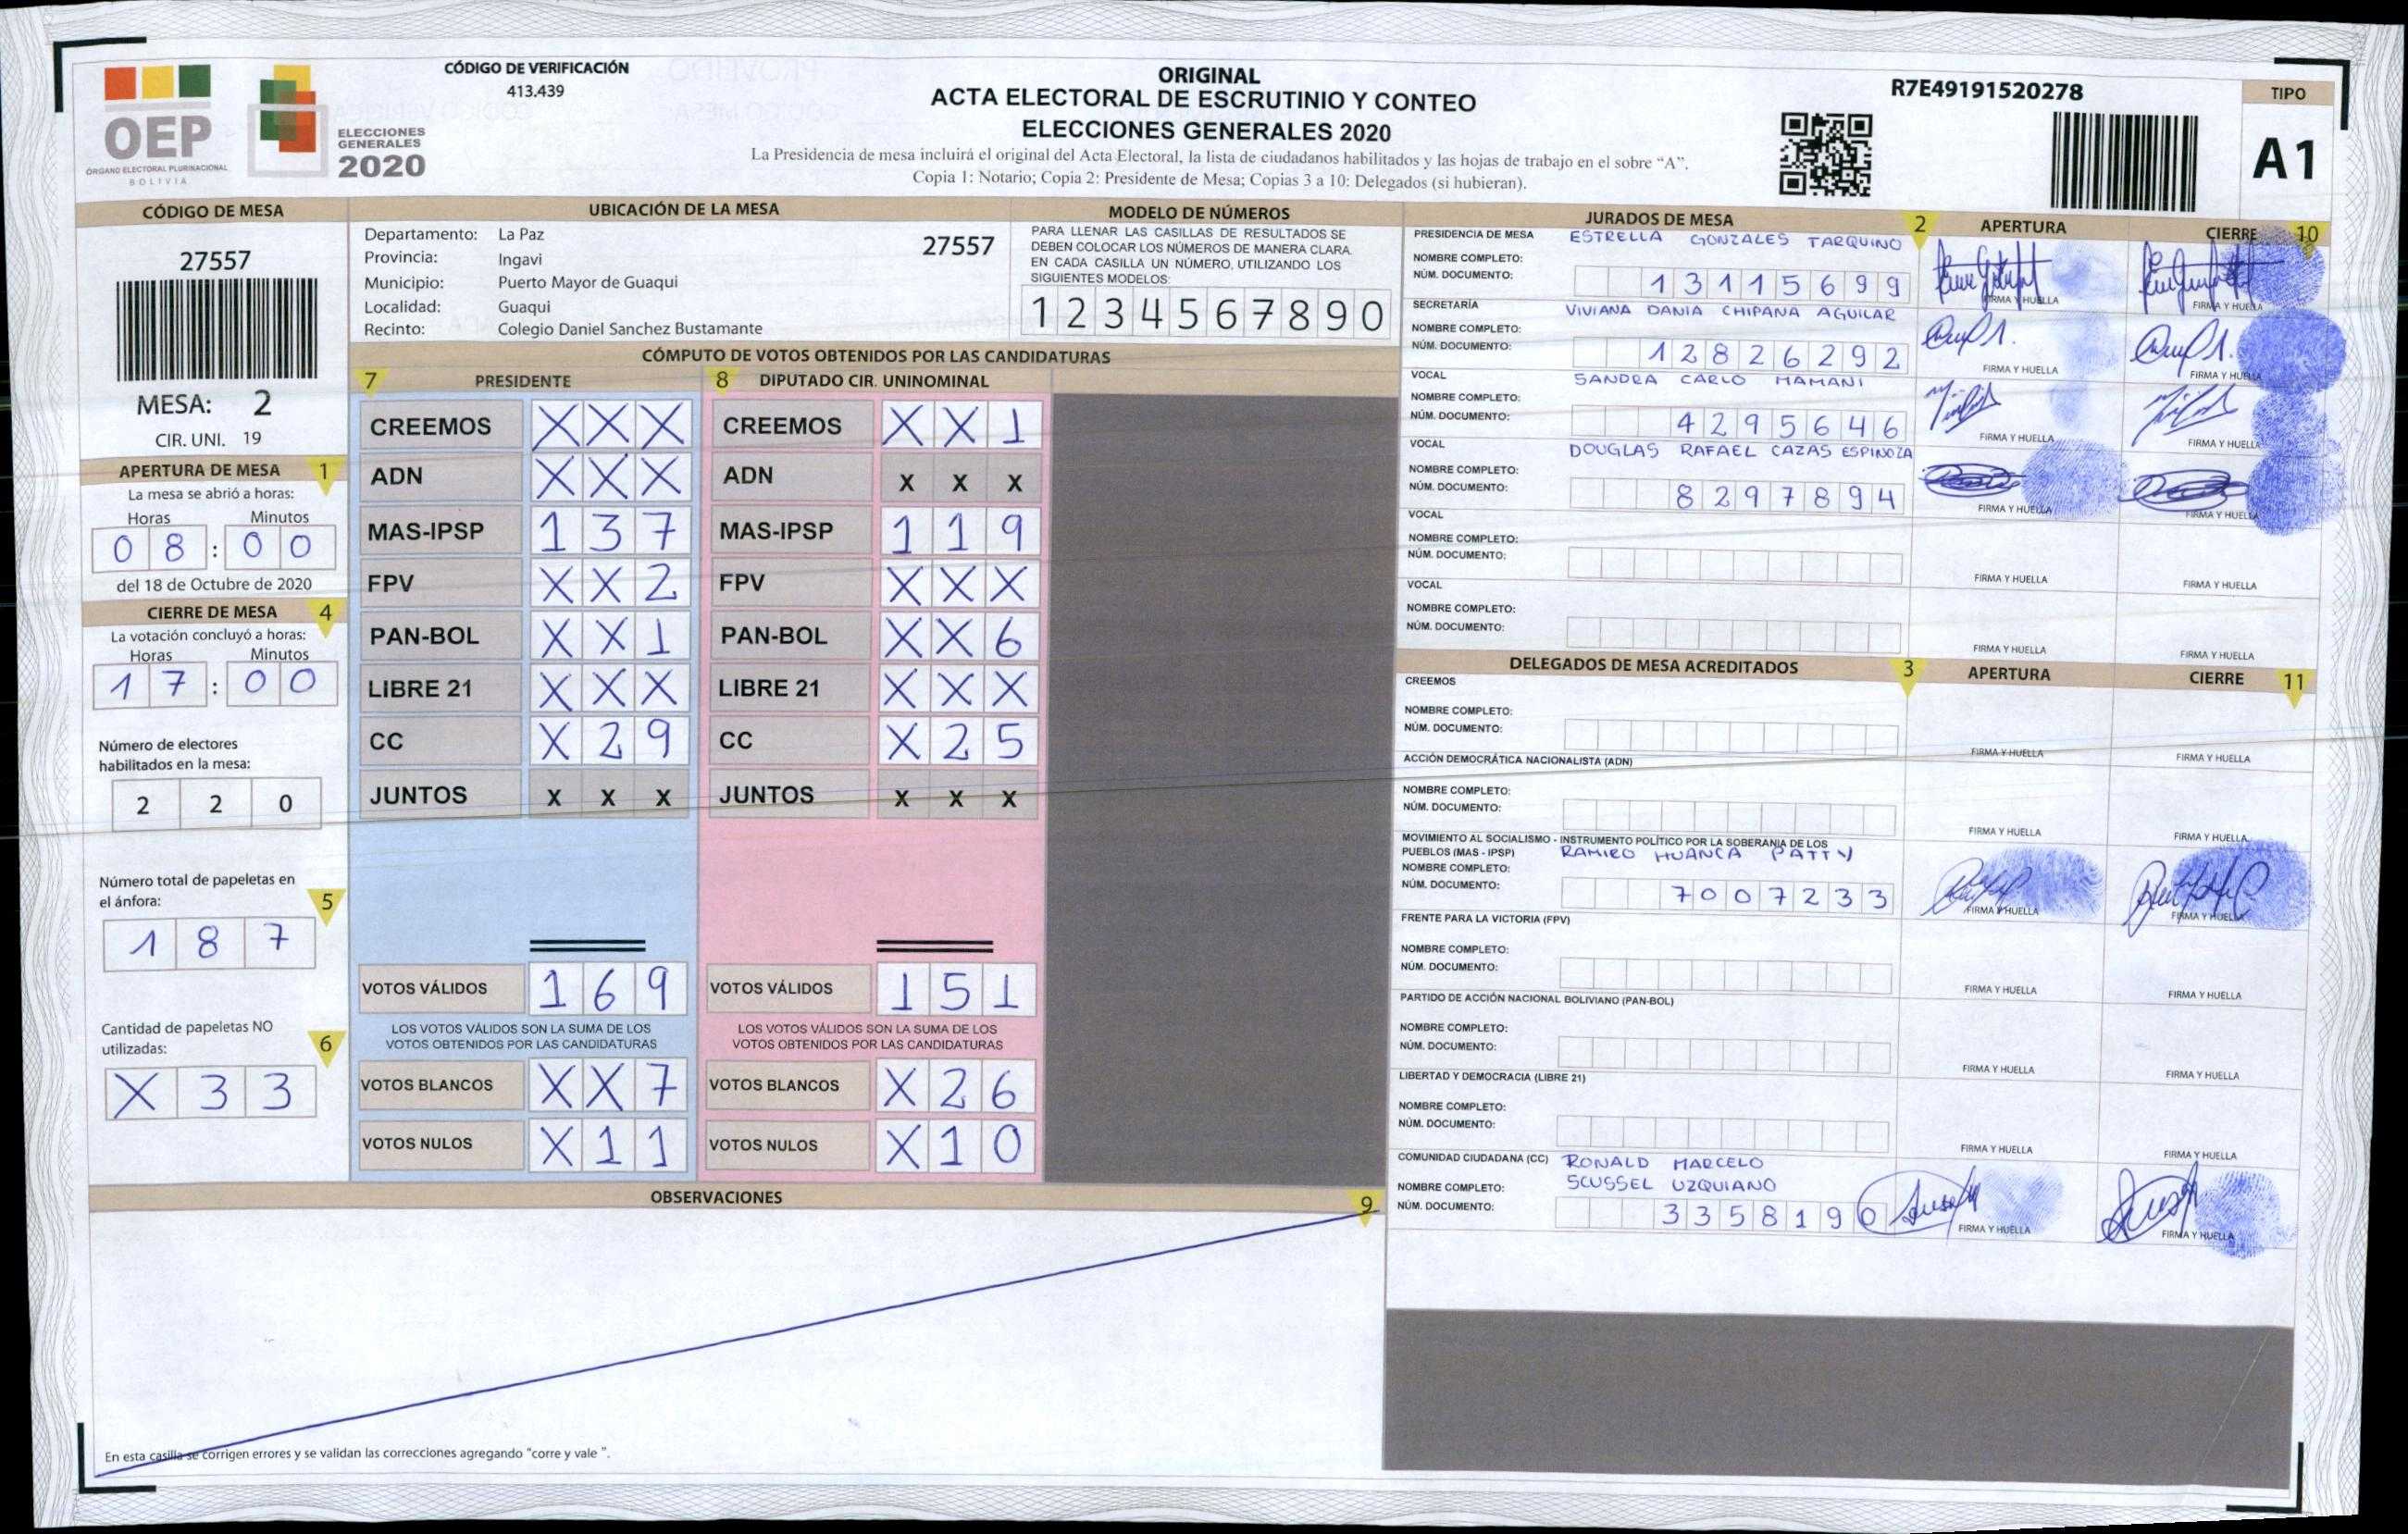 OEP
ÓRGANO ELECTORAL PLURINACIONAL
BOLIVIA
ELECCIONES
GENERALES
2020
CÓDIGO DE VERIFICACIÓN
413.439
ORIGINAL
ACTA ELECTORAL DE ESCRUTINIO Y CONTEO
ELECCIONES GENERALES 2020
La Presidencia de mesa incluirá el original del Acta Electoral, la lista de ciudadanos habilitados y las hojas de trabajo en el sobre “A”.
Copia 1: Notario; Copia 2: Presidente de Mesa; Copias 3 a 10: Delegados (si hubieran).
R7E49191520278
TIPO
A1
CÓDIGO DE MESA
27557
MESA: 2
CIR. UNI. 19
APERTURA DE MESA 1
La mesa se abrió a horas:
Horas Minutos
0 8 : 0 0
del 18 de Octubre de 2020
CIERRE DE MESA 4
La votación concluyó a horas:
Horas Minutos
1 7 : 0 0
Número de electores
habilitados en la mesa:
2 2 0
Número total de papeletas en
el ánfora: 5
1 8 7
Cantidad de papeletas NO
utilizadas: 6
X 3 3
UBICACIÓN DE LA MESA
Departamento: La Paz 27557
Provincia: Ingavi
Municipio: Puerto Mayor de Guaqui
Localidad: Guaqui
Recinto: Colegio Daniel Sanchez Bustamante
MODELO DE NÚMEROS
PARA LLENAR LAS CASILLAS DE RESULTADOS SE
DEBEN COLOCAR LOS NÚMEROS DE MANERA CLARA.
EN CADA CASILLA UN NÚMERO, UTILIZANDO LOS
SIGUIENTES MODELOS:
1 2 3 4 5 6 7 8 9 0
CÓMPUTO DE VOTOS OBTENIDOS POR LAS CANDIDATURAS
7 PRESIDENTE 8 DIPUTADO CIR. UNINOMINAL
CREEMOS X X X CREEMOS X X 1
ADN X X X ADN X X X
MAS-IPSP 1 3 7 MAS-IPSP 1 1 9
FPV X X 2 FPV X X X
PAN-BOL X X 1 PAN-BOL X X 6
LIBRE 21 X X X LIBRE 21 X X X
CC X 2 9 CC X 2 5
JUNTOS X X X JUNTOS X X X
VOTOS VÁLIDOS 1 6 9 VOTOS VÁLIDOS 1 5 1
LOS VOTOS VÁLIDOS SON LA SUMA DE LOS LOS VOTOS VÁLIDOS SON LA SUMA DE LOS
VOTOS OBTENIDOS POR LAS CANDIDATURAS VOTOS OBTENIDOS POR LAS CANDIDATURAS
VOTOS BLANCOS X X 7 VOTOS BLANCOS X 2 6
VOTOS NULOS X 1 1 VOTOS NULOS X 1 0
OBSERVACIONES 9
En esta casilla se corrigen errores y se validan las correcciones agregando "corre y vale ".
JURADOS DE MESA 2 APERTURA CIERRE 10
PRESIDENCIA DE MESA ESTRELLA GONZALES TARQUINO
NOMBRE COMPLETO:
NÚM. DOCUMENTO: 1 3 1 1 5 6 9 9
FIRMA Y HUELLA FIRMA Y HUELLA
SECRETARÍA VIVIANA DANIA CHIPANA AGUILAR
NOMBRE COMPLETO:
NÚM. DOCUMENTO: 1 2 8 2 6 2 9 2
FIRMA Y HUELLA FIRMA Y HUELLA
VOCAL SANDRA CARLO MAMANI
NOMBRE COMPLETO:
NÚM. DOCUMENTO: 4 2 9 5 6 4 6
FIRMA Y HUELLA FIRMA Y HUELLA
VOCAL DOUGLAS RAFAEL CAZAS ESPINOZA
NOMBRE COMPLETO:
NÚM. DOCUMENTO: 8 2 9 7 8 9 4
FIRMA Y HUELLA FIRMA Y HUELLA
VOCAL
NOMBRE COMPLETO:
NÚM. DOCUMENTO:
FIRMA Y HUELLA FIRMA Y HUELLA
VOCAL
NOMBRE COMPLETO:
NÚM. DOCUMENTO:
FIRMA Y HUELLA FIRMA Y HUELLA
DELEGADOS DE MESA ACREDITADOS 3 APERTURA CIERRE 11
CREEMOS
NOMBRE COMPLETO:
NÚM. DOCUMENTO:
FIRMA Y HUELLA FIRMA Y HUELLA
ACCIÓN DEMOCRÁTICA NACIONALISTA (ADN)
NOMBRE COMPLETO:
NÚM. DOCUMENTO:
FIRMA Y HUELLA FIRMA Y HUELLA
MOVIMIENTO AL SOCIALISMO - INSTRUMENTO POLÍTICO POR LA SOBERANÍA DE LOS
PUEBLOS (MAS - IPSP) RAMIRO HUANCA PATTY
NOMBRE COMPLETO:
NÚM. DOCUMENTO: 7 0 0 7 2 3 3
FIRMA Y HUELLA FIRMA Y HUELLA
FRENTE PARA LA VICTORIA (FPV)
NOMBRE COMPLETO:
NÚM. DOCUMENTO:
FIRMA Y HUELLA FIRMA Y HUELLA
PARTIDO DE ACCIÓN NACIONAL BOLIVIANO (PAN-BOL)
NOMBRE COMPLETO:
NÚM. DOCUMENTO:
FIRMA Y HUELLA FIRMA Y HUELLA
LIBERTAD Y DEMOCRACIA (LIBRE 21)
NOMBRE COMPLETO:
NÚM. DOCUMENTO:
FIRMA Y HUELLA FIRMA Y HUELLA
COMUNIDAD CIUDADANA (CC) RONALD MARCELO
NOMBRE COMPLETO: SCUSSEL UZQUIANO
NÚM. DOCUMENTO: 3 3 5 8 1 9 0
FIRMA Y HUELLA FIRMA Y HUELLA